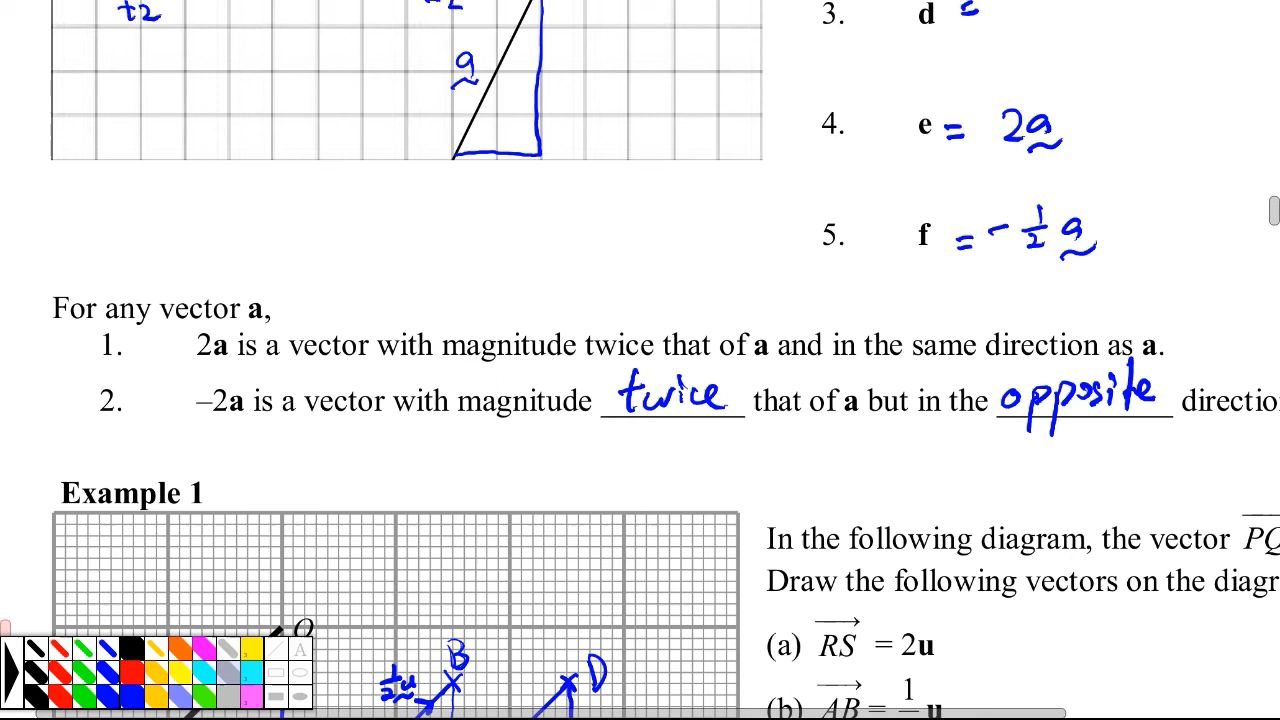 +2
3. d =
a
4. e = 2a
5. f = - 1/2 a
For any vector a,
1. 2a is a vector with magnitude twice that of a and in the same direction as a.
2. –2a is a vector with magnitude twice that of a but in the opposite directio
Example 1
In the following diagram, the vector PQ
Draw the following vectors on the diagr
(a) RS = 2u
B
D
1/2 u
(b) AB = 1 u
A